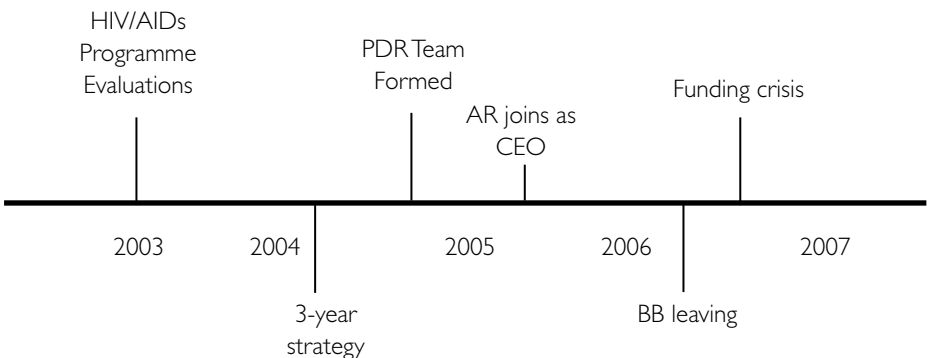 HIV/AIDs
Programme
Evaluations
PDR Team
Formed
AR joins as
CEO
Funding crisis
2003
2004
2005
2006
2007
3-year
strategy
BB leaving